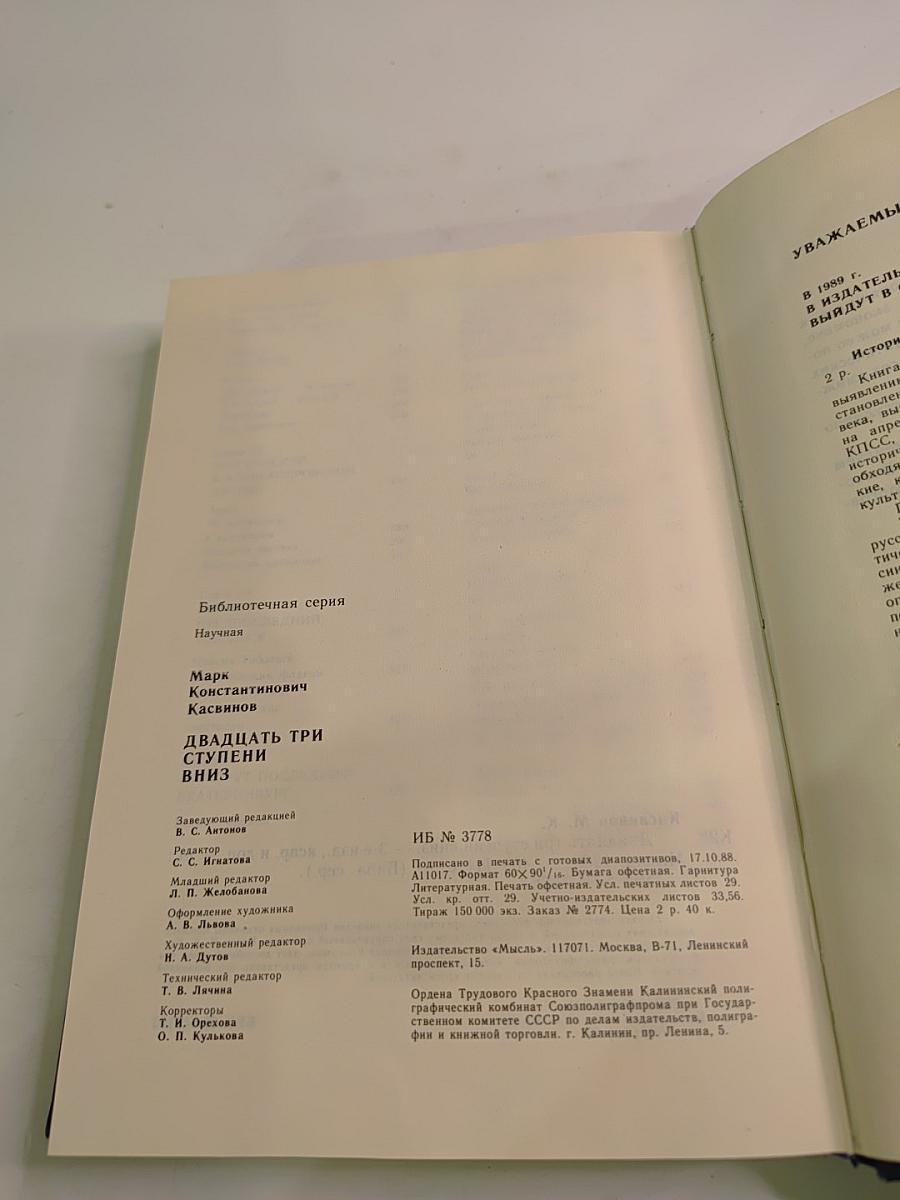 Библиотечная серия
Научная
Марк
Константинович
Касвинов
ДВАДЦАТЬ ТРИ
СТУПЕНИ
ВНИЗ
Заведующий редакцией
В. С. Антонов
Редактор
С. С. Игнатова
Младший редактор
Л. П. Желобанова
Оформление художника
А. В. Львова
Художественный редактор
Н. А. Дутов
Технический редактор
Т. В. Лячина
Корректоры
Т. И. Орехова
О. П. Кулькова
ИБ № 3778
Подписано в печать с готовых диапозитивов, 17.10.88.
А11017. Формат 60×90¹/₁₆. Бумага офсетная. Гарнитура
Литературная. Печать офсетная. Усл. печатных листов 29.
Усл. кр. отт. 29. Учетно-издательских листов 33,56.
Тираж 150 000 экз. Заказ № 2774. Цена 2 р. 40 к.
Издательство «Мысль». 117071. Москва, В-71, Ленинский
проспект, 15.
Ордена Трудового Красного Знамени Калининский поли-
графический комбинат Союзполиграфпрома при Государ-
ственном комитете СССР по делам издательств, полигра-
фии и книжной торговли. г. Калинин, пр. Ленина, 5.
УВАЖАЕМЫ
В 1989 г.
В ИЗДАТЕЛЬ
ВЫЙДУТ В
Истори
2 р.
Книга
выявлени
становлен
века, вы
на апре
КПСС,
историч
обходя
кие, к
культ
русс
тиче
сии
же